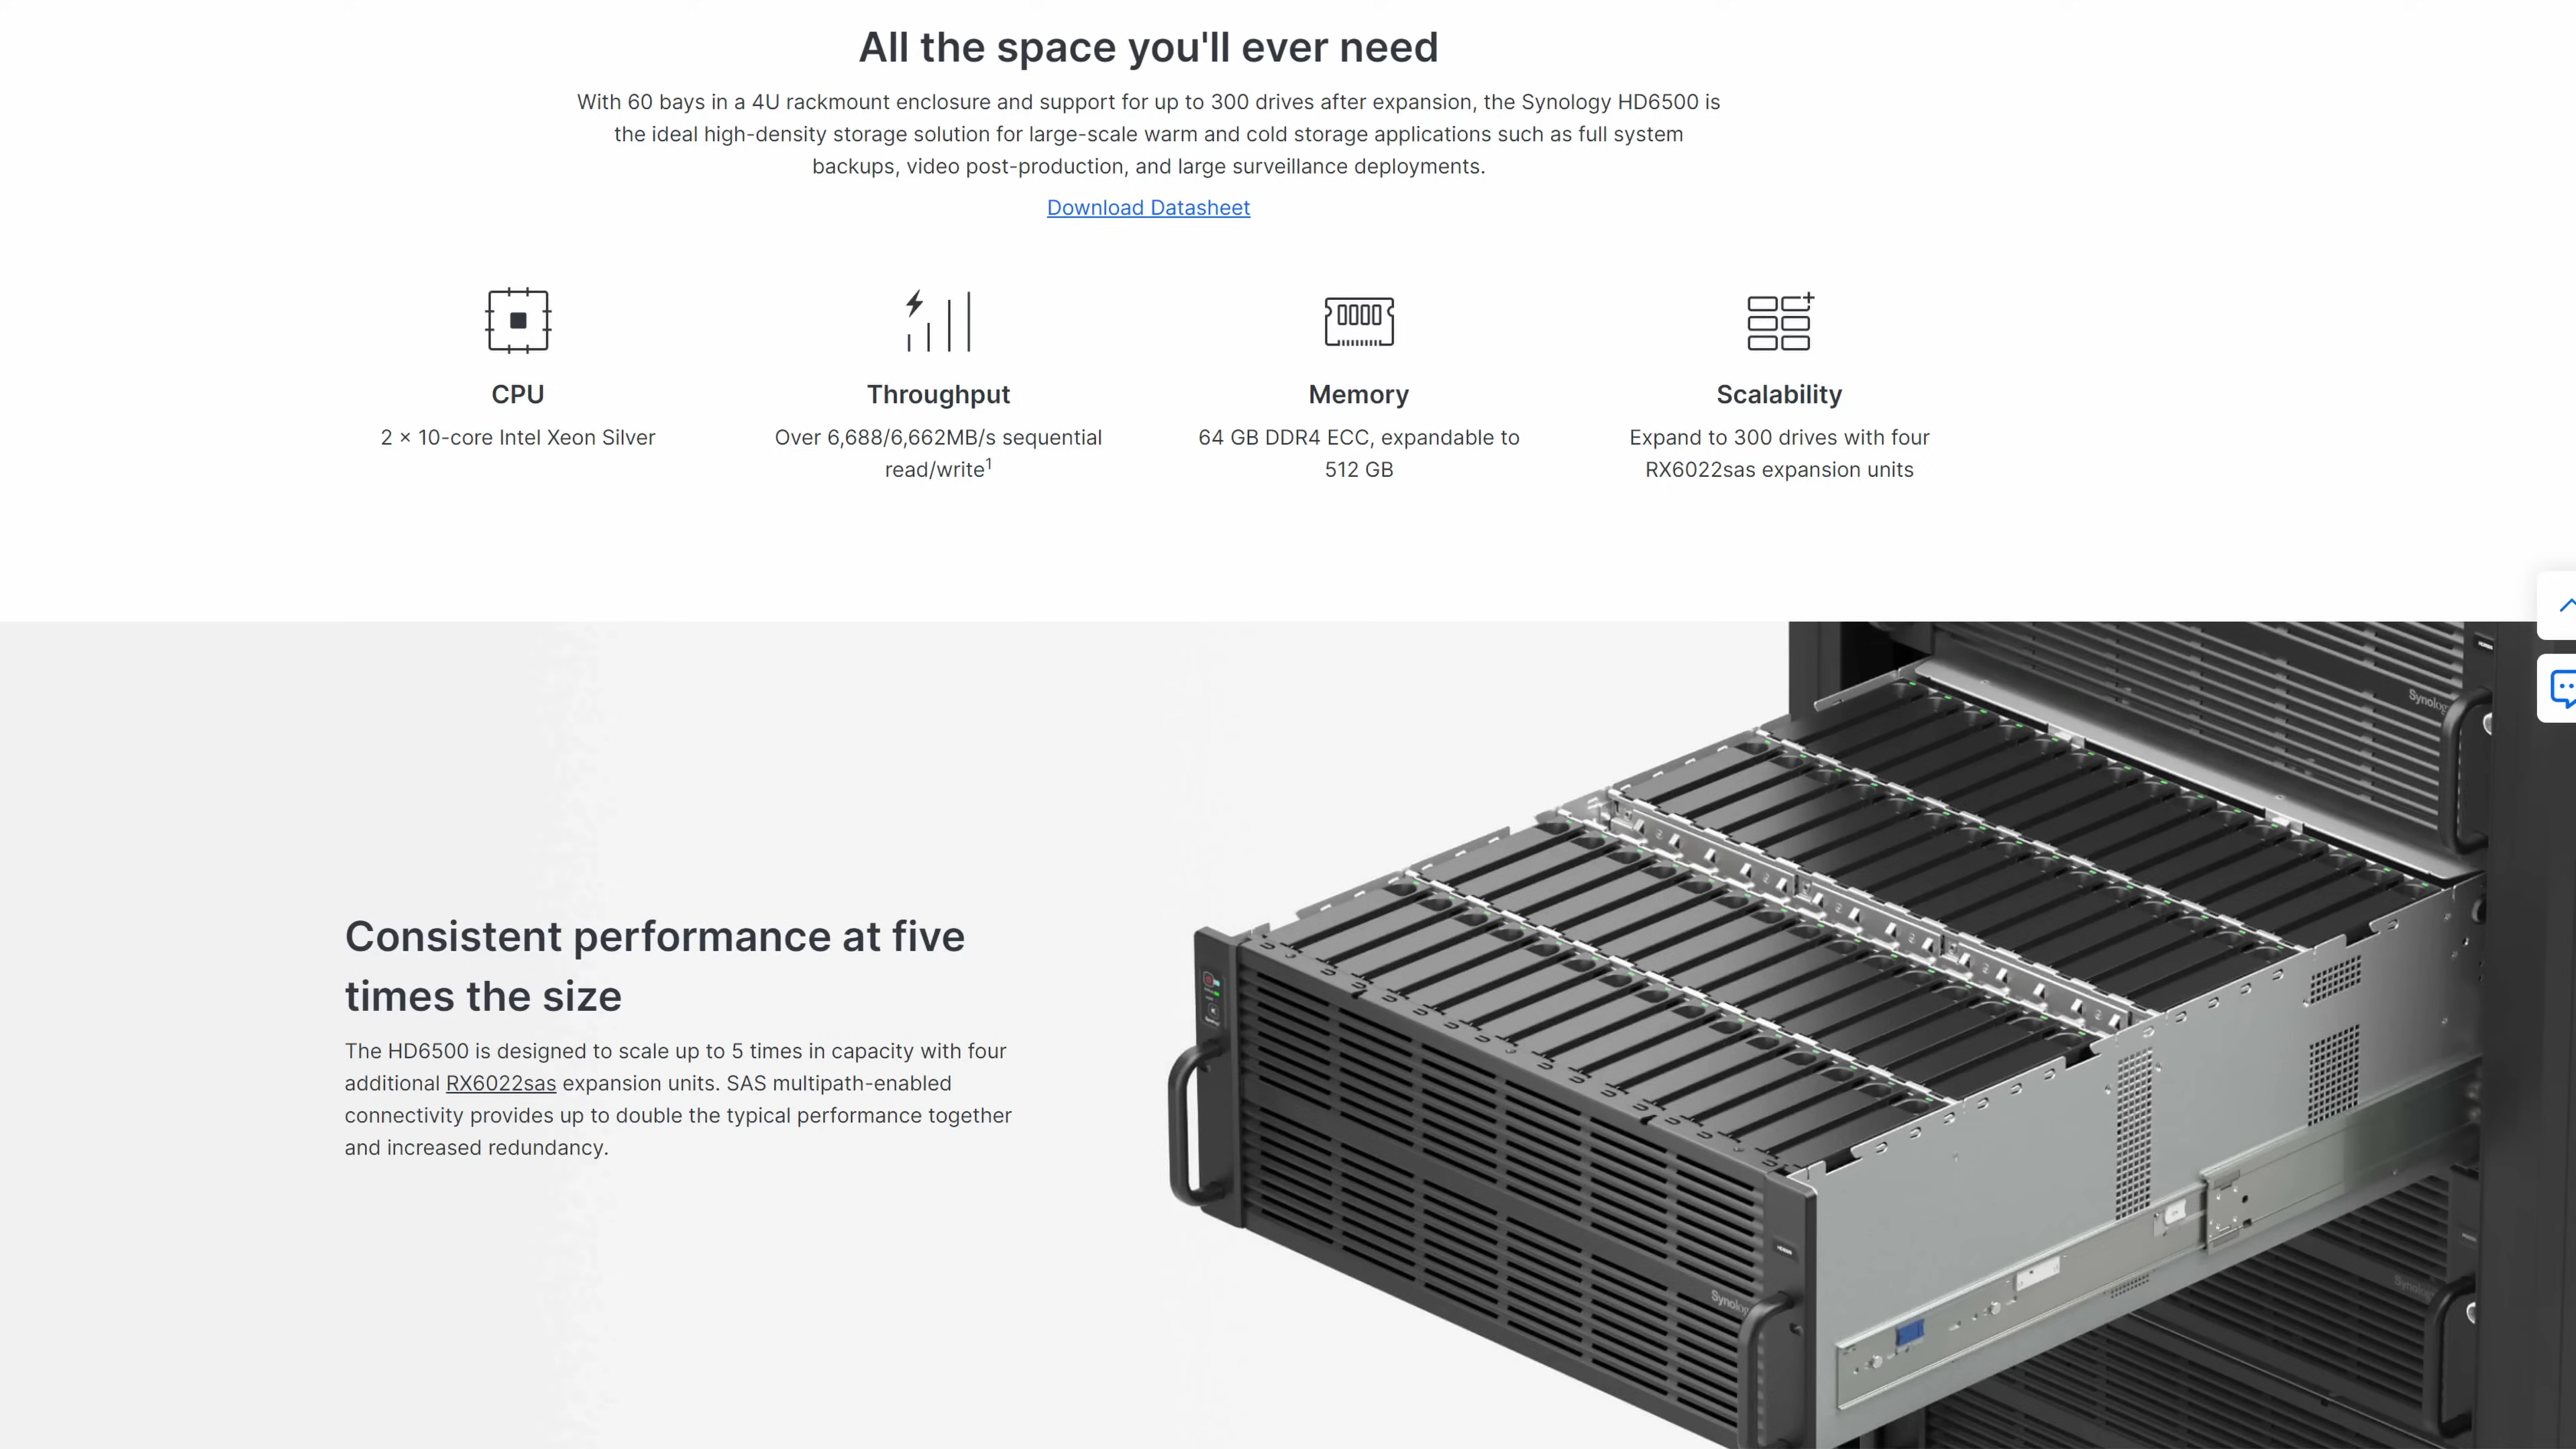 All the space you'll ever need
With 60 bays in a 4U rackmount enclosure and support for up to 300 drives after expansion, the Synology HD6500 is
the ideal high-density storage solution for large-scale warm and cold storage applications such as full system
backups, video post-production, and large surveillance deployments.
Download Datasheet
CPU
2 × 10-core Intel Xeon Silver
Throughput
Over 6,688/6,662MB/s sequential
read/write¹
Memory
64 GB DDR4 ECC, expandable to
512 GB
Scalability
Expand to 300 drives with four
RX6022sas expansion units
Consistent performance at five
times the size
The HD6500 is designed to scale up to 5 times in capacity with four
additional RX6022sas expansion units. SAS multipath-enabled
connectivity provides up to double the typical performance together
and increased redundancy.